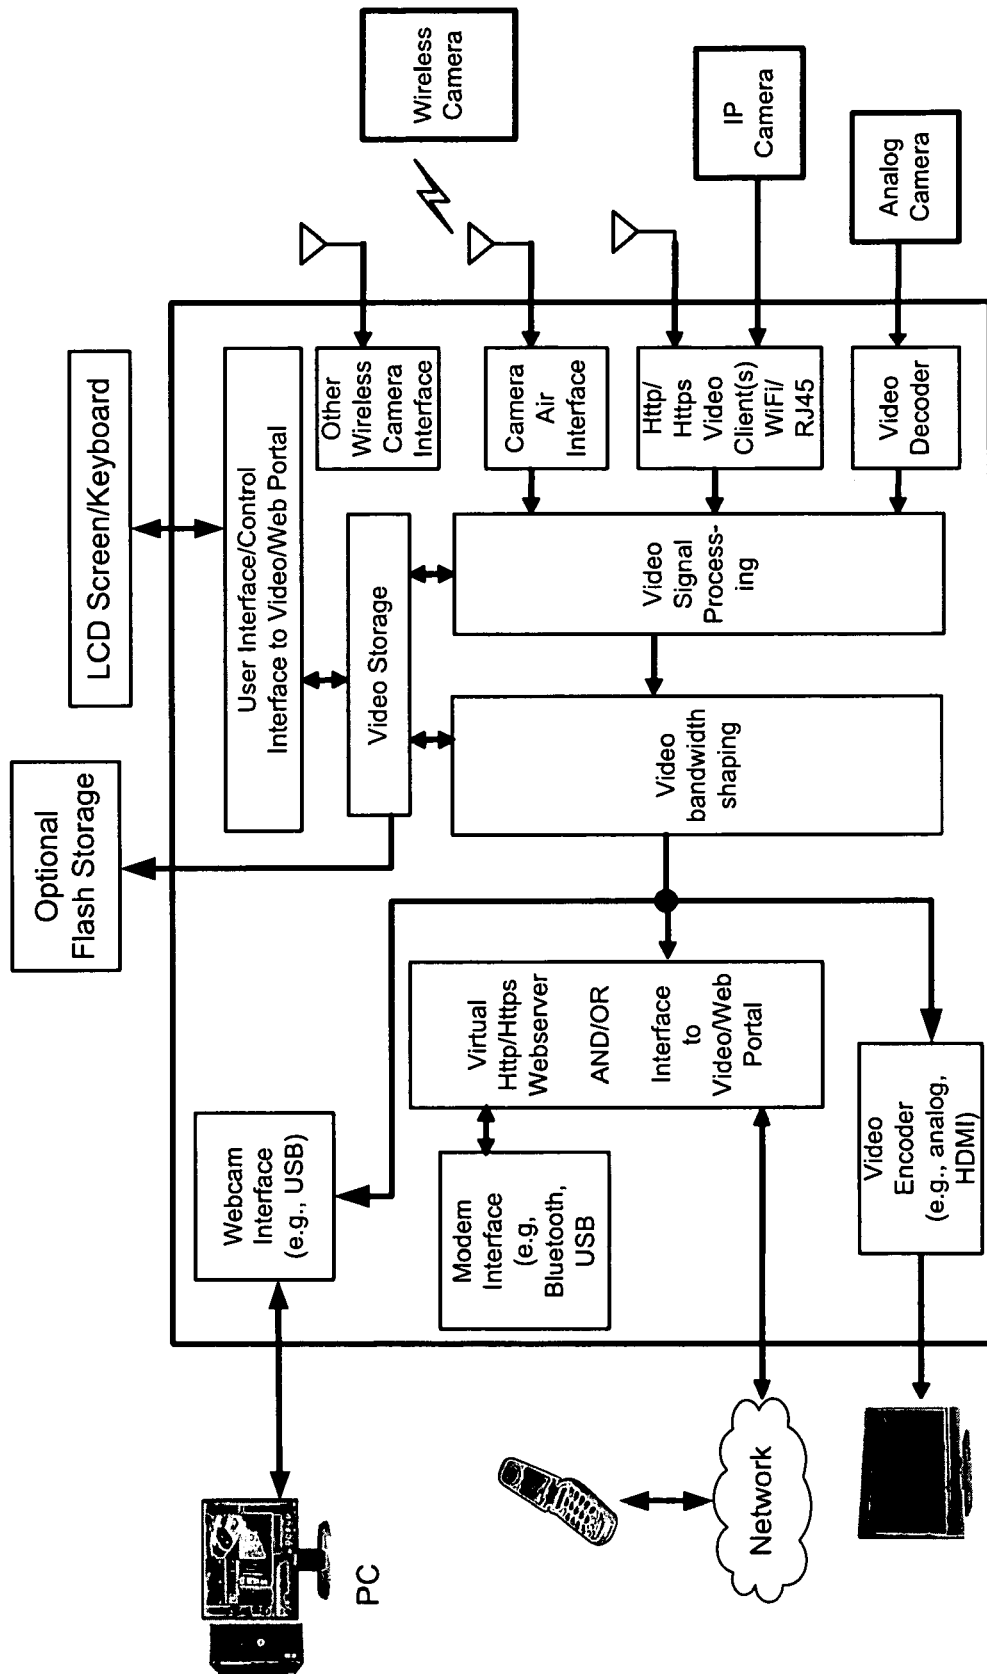 Optional
Flash Storage
LCD Screen/Keyboard
User Interface/Control
Interface to Video/Web Portal
Video Storage
Webcam
Interface
(e.g., USB)
PC
Modem
Interface
(e.g,
Bluetooth,
USB
Virtual
Http/Https
Webserver
AND/OR
Interface
to
Video/Web
Portal
Network
Video
Encoder
(e.g., analog,
HDMI)
Video
bandwidth
shaping
Video
Signal
Process-
ing
Other
Wireless
Camera
Interface
Camera
Air
Interface
Http/
Https
Video
Client(s)
WiFi/
RJ45
Video
Decoder
Wireless
Camera
IP
Camera
Analog
Camera